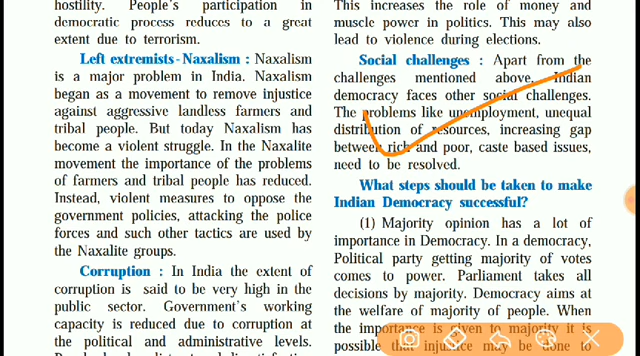 hostility. People's participation in
democratic process reduces to a great
extent due to terrorism.
Left extremists - Naxalism : Naxalism
is a major problem in India. Naxalism
began as a movement to remove injustice
against aggressive landless farmers and
tribal people. But today Naxalism has
become a violent struggle. In the Naxalite
movement the importance of the problems
of farmers and tribal people has reduced.
Instead, violent measures to oppose the
government policies, attacking the police
forces and such other tactics are used by
the Naxalite groups.
Corruption : In India the extent of
corruption is said to be very high in the
public sector. Government's working
capacity is reduced due to corruption at
the political and administrative levels.
This increases the role of money and
muscle power in politics. This may also
lead to violence during elections.
Social challenges : Apart from the
challenges mentioned above, Indian
democracy faces other social challenges.
The problems like unemployment, unequal
distribution of resources, increasing gap
between rich and poor, caste based issues,
need to be resolved.
What steps should be taken to make
Indian Democracy successful?
(1) Majority opinion has a lot of
importance in Democracy. In a democracy,
Political party getting majority of votes
comes to power. Parliament takes all
decisions by majority. Democracy aims at
the welfare of majority of people. When
the importance is given to majority it is
possible that injustice may be done to